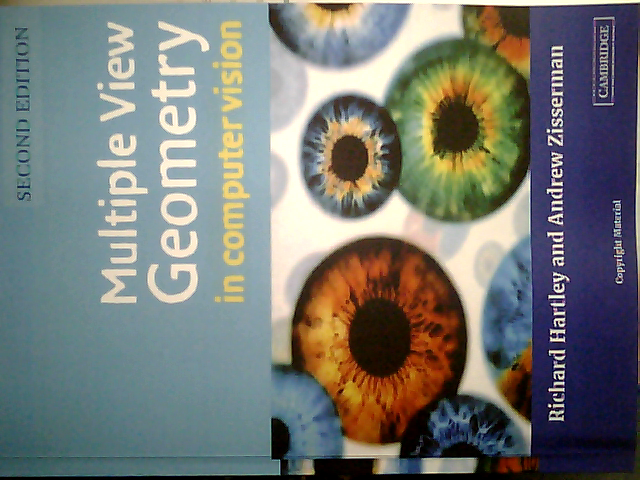 SECOND EDITION
Multiple View
Geometry
in computer vision
Richard Hartley and Andrew Zisserman
CAMBRIDGE
Copyright Material